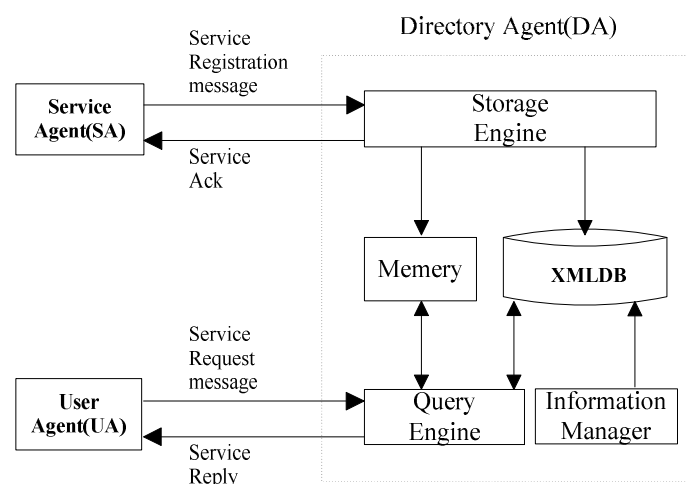 Directory Agent(DA)
Service
Registration
message
Service
Agent(SA)
Storage
Engine
Service
Ack
Memery
XMLDB
Service
Request
message
User
Agent(UA)
Query
Engine
Information
Manager
Service
Reply